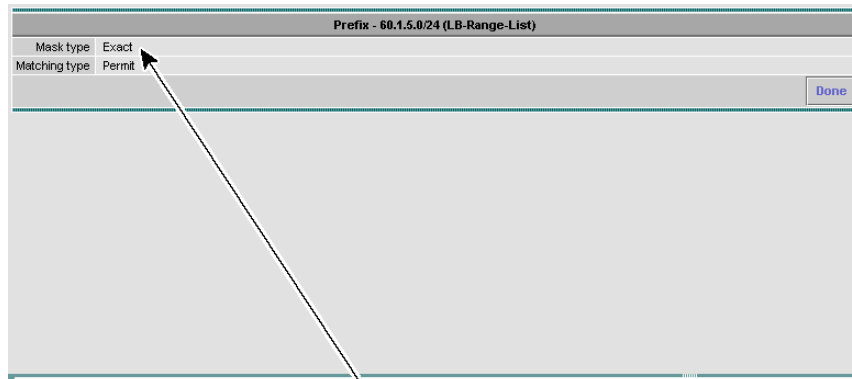 Prefix - 60.1.5.0/24 (LB-Range-List)
Mask type Exact
Matching type Permit
Done